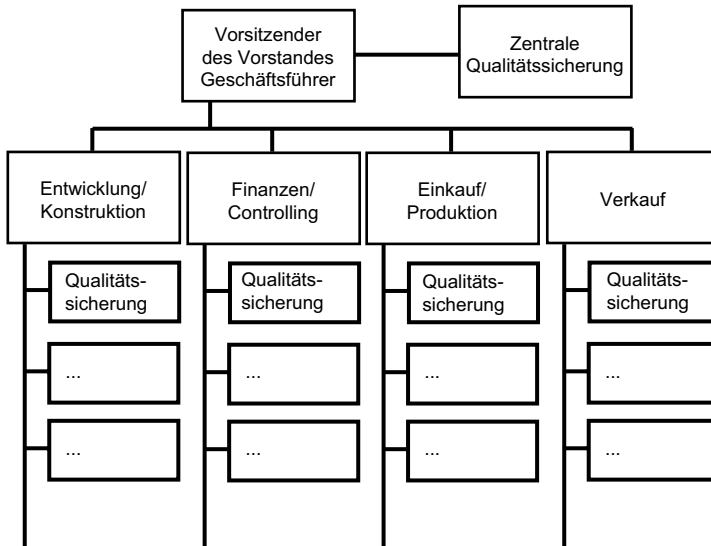 Vorsitzender
des Vorstandes
Geschäftsführer
Zentrale
Qualitätssicherung
Entwicklung/
Konstruktion
Finanzen/
Controlling
Einkauf/
Produktion
Verkauf
Qualitäts-
sicherung
Qualitäts-
sicherung
Qualitäts-
sicherung
Qualitäts-
sicherung
...
...
...
...
...
...
...
...